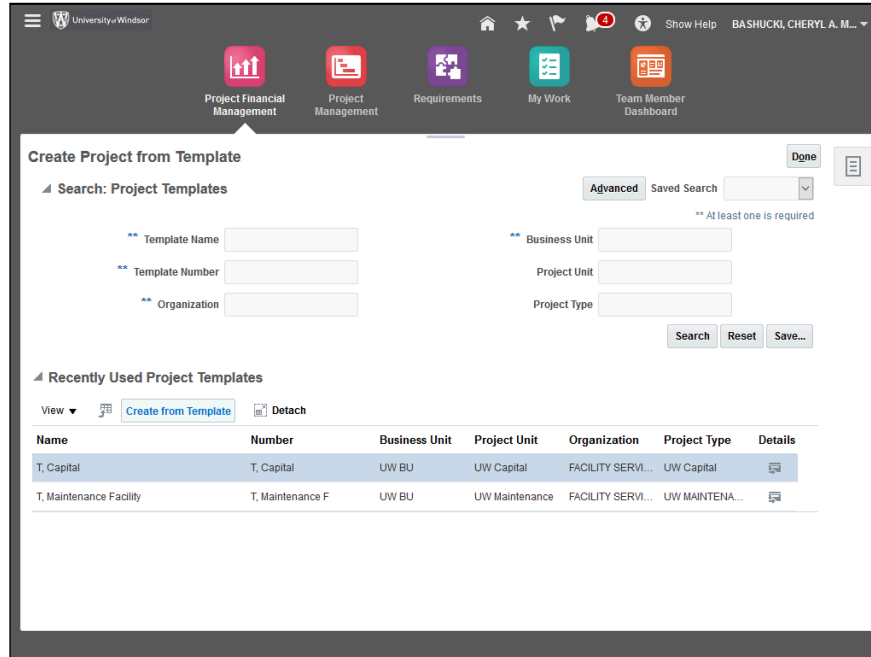 University of Windsor
4
Show Help BASHUCKI, CHERYL A. M...
Project Financial Management
Project Management
Requirements
My Work
Team Member Dashboard
Create Project from Template
Done
Search: Project Templates
Advanced Saved Search
** At least one is required
** Template Name
** Business Unit
** Template Number
Project Unit
** Organization
Project Type
Search Reset Save...
Recently Used Project Templates
View Create from Template Detach
Name Number Business Unit Project Unit Organization Project Type Details
T, Capital T, Capital UW BU UW Capital FACILITY SERVI... UW Capital
T, Maintenance Facility T, Maintenance F UW BU UW Maintenance FACILITY SERVI... UW MAINTENA...